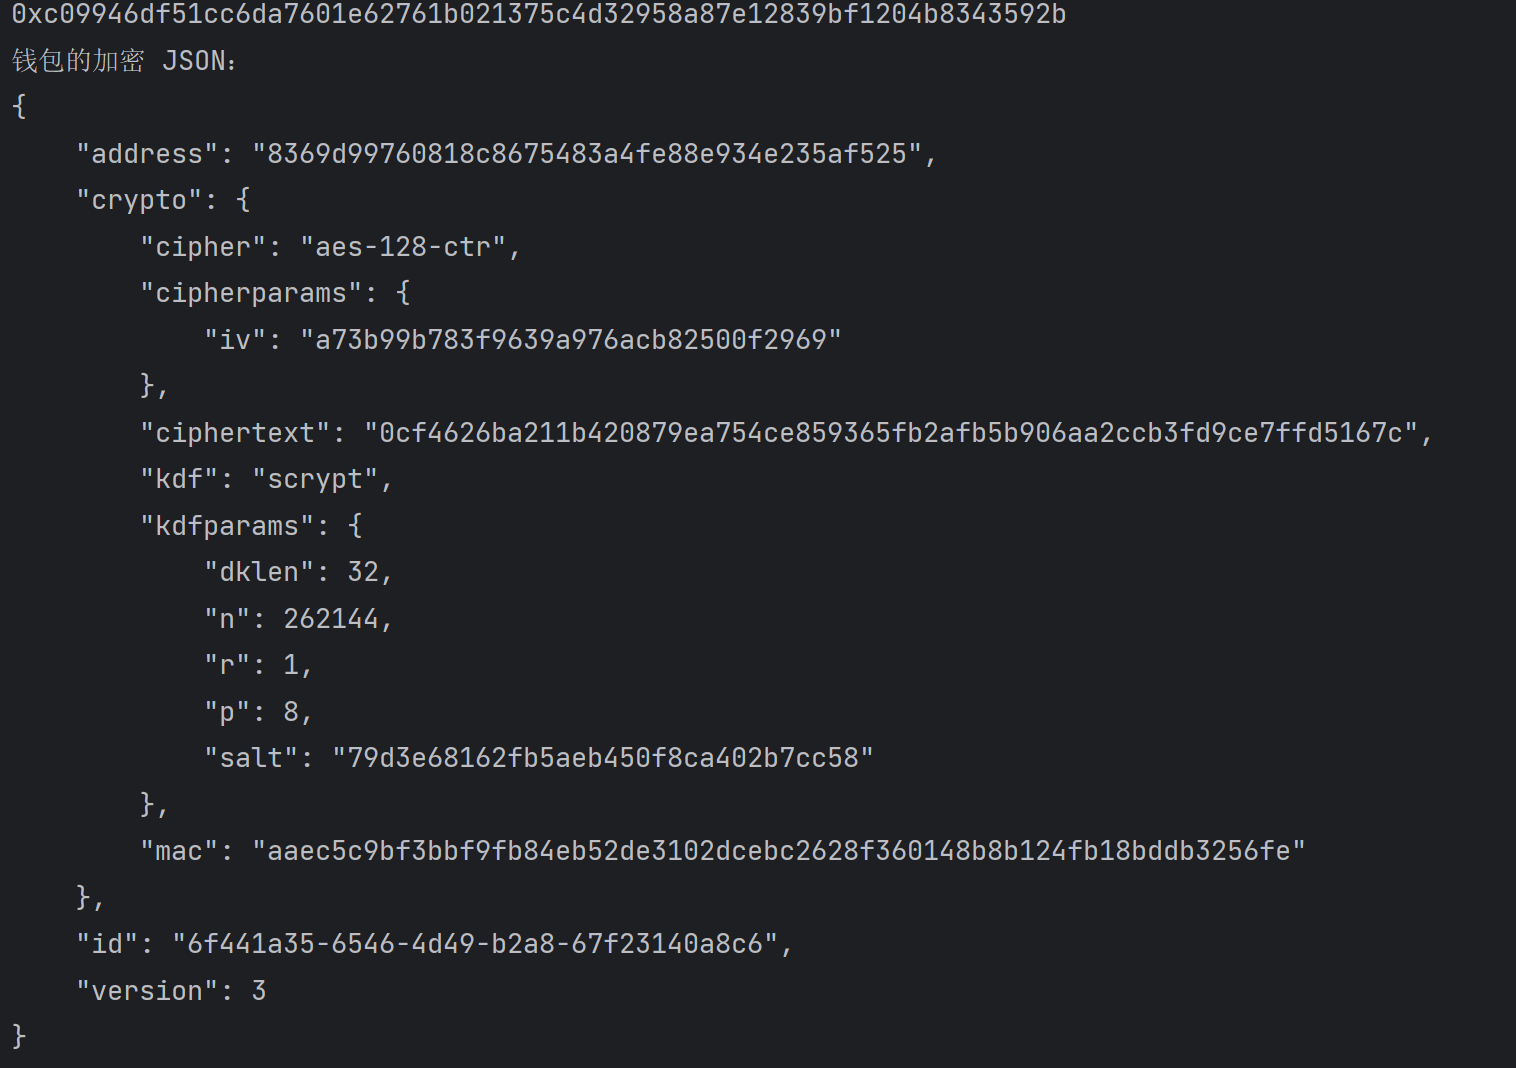 0xc09946df51cc6da7601e62761b021375c4d32958a87e12839bf1204b8343592b
钱包的加密 JSON:
{
    "address": "8369d99760818c8675483a4fe88e934e235af525",
    "crypto": {
        "cipher": "aes-128-ctr",
        "cipherparams": {
            "iv": "a73b99b783f9639a976acb82500f2969"
        },
        "ciphertext": "0cf4626ba211b420879ea754ce859365fb2afb5b906aa2ccb3fd9ce7ffd5167c",
        "kdf": "scrypt",
        "kdfparams": {
            "dklen": 32,
            "n": 262144,
            "r": 1,
            "p": 8,
            "salt": "79d3e68162fb5aeb450f8ca402b7cc58"
        },
        "mac": "aaec5c9bf3bbf9fb84eb52de3102dcebc2628f360148b8b124fb18bddb3256fe"
    },
    "id": "6f441a35-6546-4d49-b2a8-67f23140a8c6",
    "version": 3
}